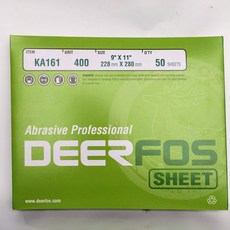 ITEM GRIT SIZE Q'TY
KA161 400 9" X 11" 50 SHEETS
228 mm X 280 mm
Abrasive Professional
DEERFOS
SHEET
www.deerfos.com